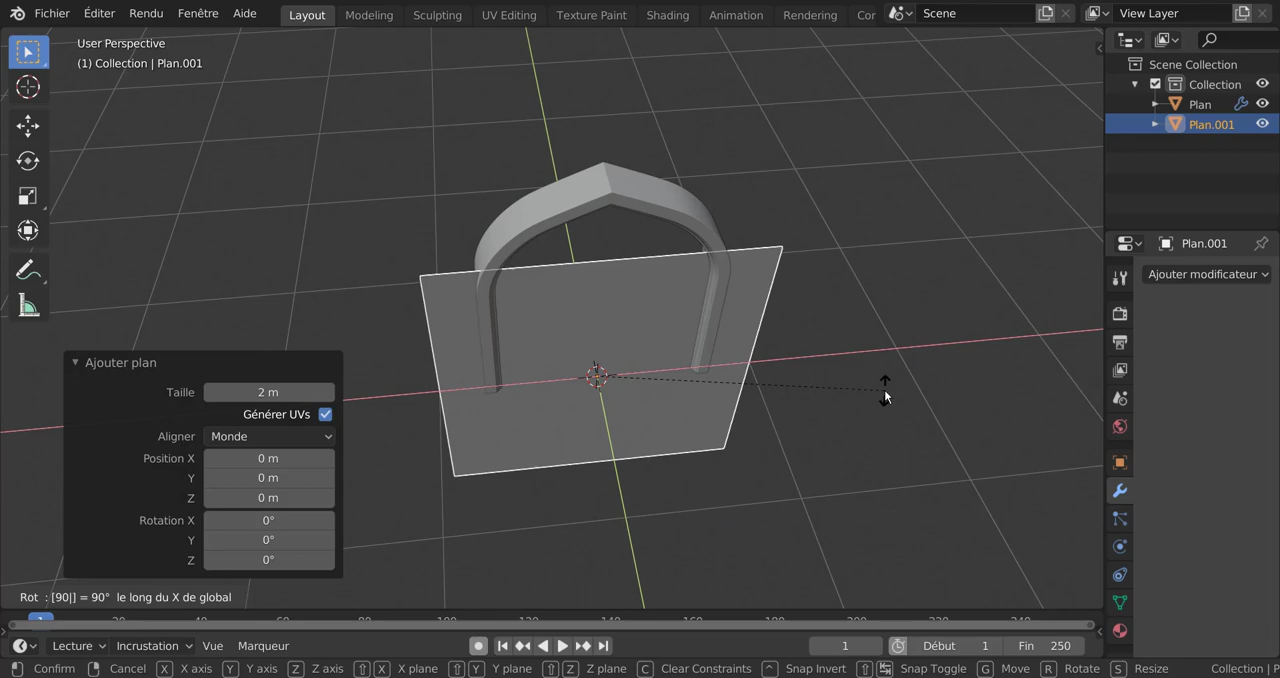 Fichier Éditer Rendu Fenêtre Aide Layout Modeling Sculpting UV Editing Texture Paint Shading Animation Rendering Scene View Layer
User Perspective
(1) Collection | Plan.001
Scene Collection
Collection
Plan
Plan.001
Plan.001
Ajouter modificateur
Ajouter plan
Taille 2 m
Générer UVs
Aligner Monde
Position X 0 m
Y 0 m
Z 0 m
Rotation X 0°
Y 0°
Z 0°
Rot : [90|] = 90° le long du X de global
1
Lecture Incrustation Vue Marqueur 1 Début 1 Fin 250
Confirm Cancel X X axis Y Y axis Z Z axis X X plane Y Y plane Z Z plane C Clear Constraints Snap Invert Snap Toggle G Move R Rotate S Resize Collection | P